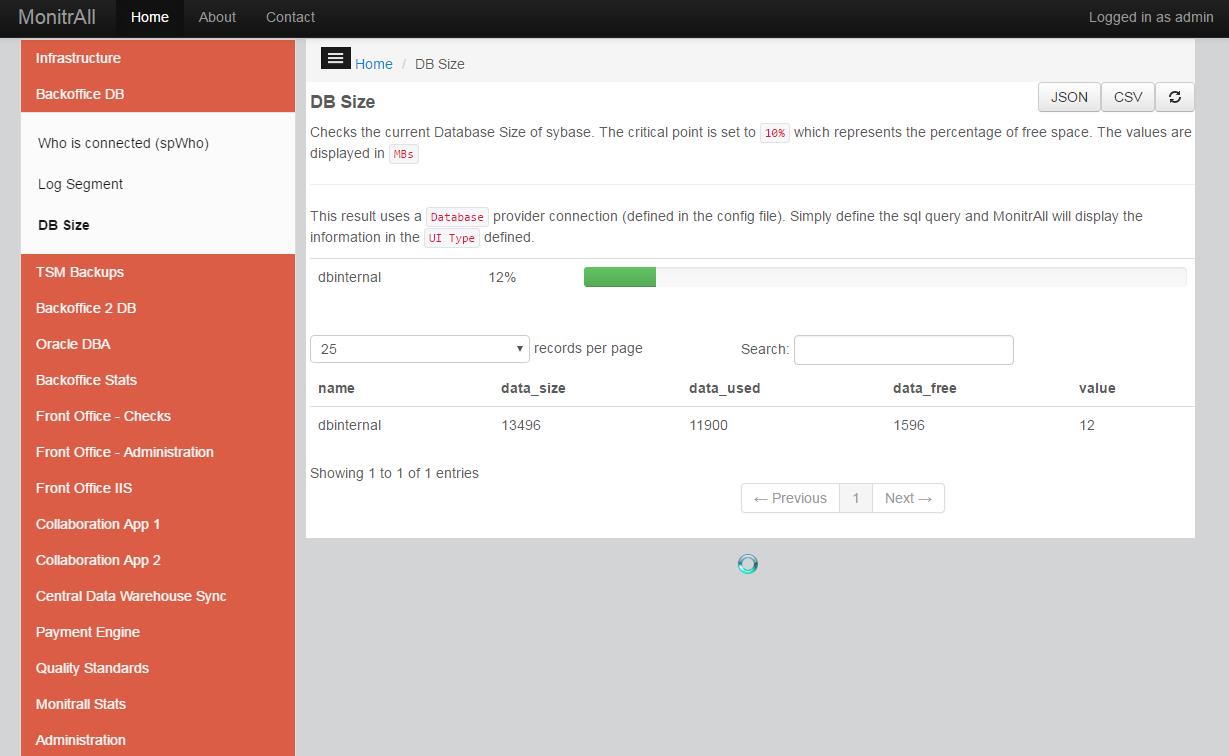 MonitrAll Home About Contact Logged in as admin
Infrastructure
Backoffice DB
Who is connected (spWho)
Log Segment
DB Size
TSM Backups
Backoffice 2 DB
Oracle DBA
Backoffice Stats
Front Office - Checks
Front Office - Administration
Front Office IIS
Collaboration App 1
Collaboration App 2
Central Data Warehouse Sync
Payment Engine
Quality Standards
Monitrall Stats
Administration
Home / DB Size
DB Size JSON CSV
Checks the current Database Size of sybase. The critical point is set to 10% which represents the percentage of free space. The values are
displayed in MBs
This result uses a Database provider connection (defined in the config file). Simply define the sql query and MonitrAll will display the
information in the UI Type defined.
dbinternal 12%
25 records per page Search:
name data_size data_used data_free value
dbinternal 13496 11900 1596 12
Showing 1 to 1 of 1 entries
← Previous 1 Next →